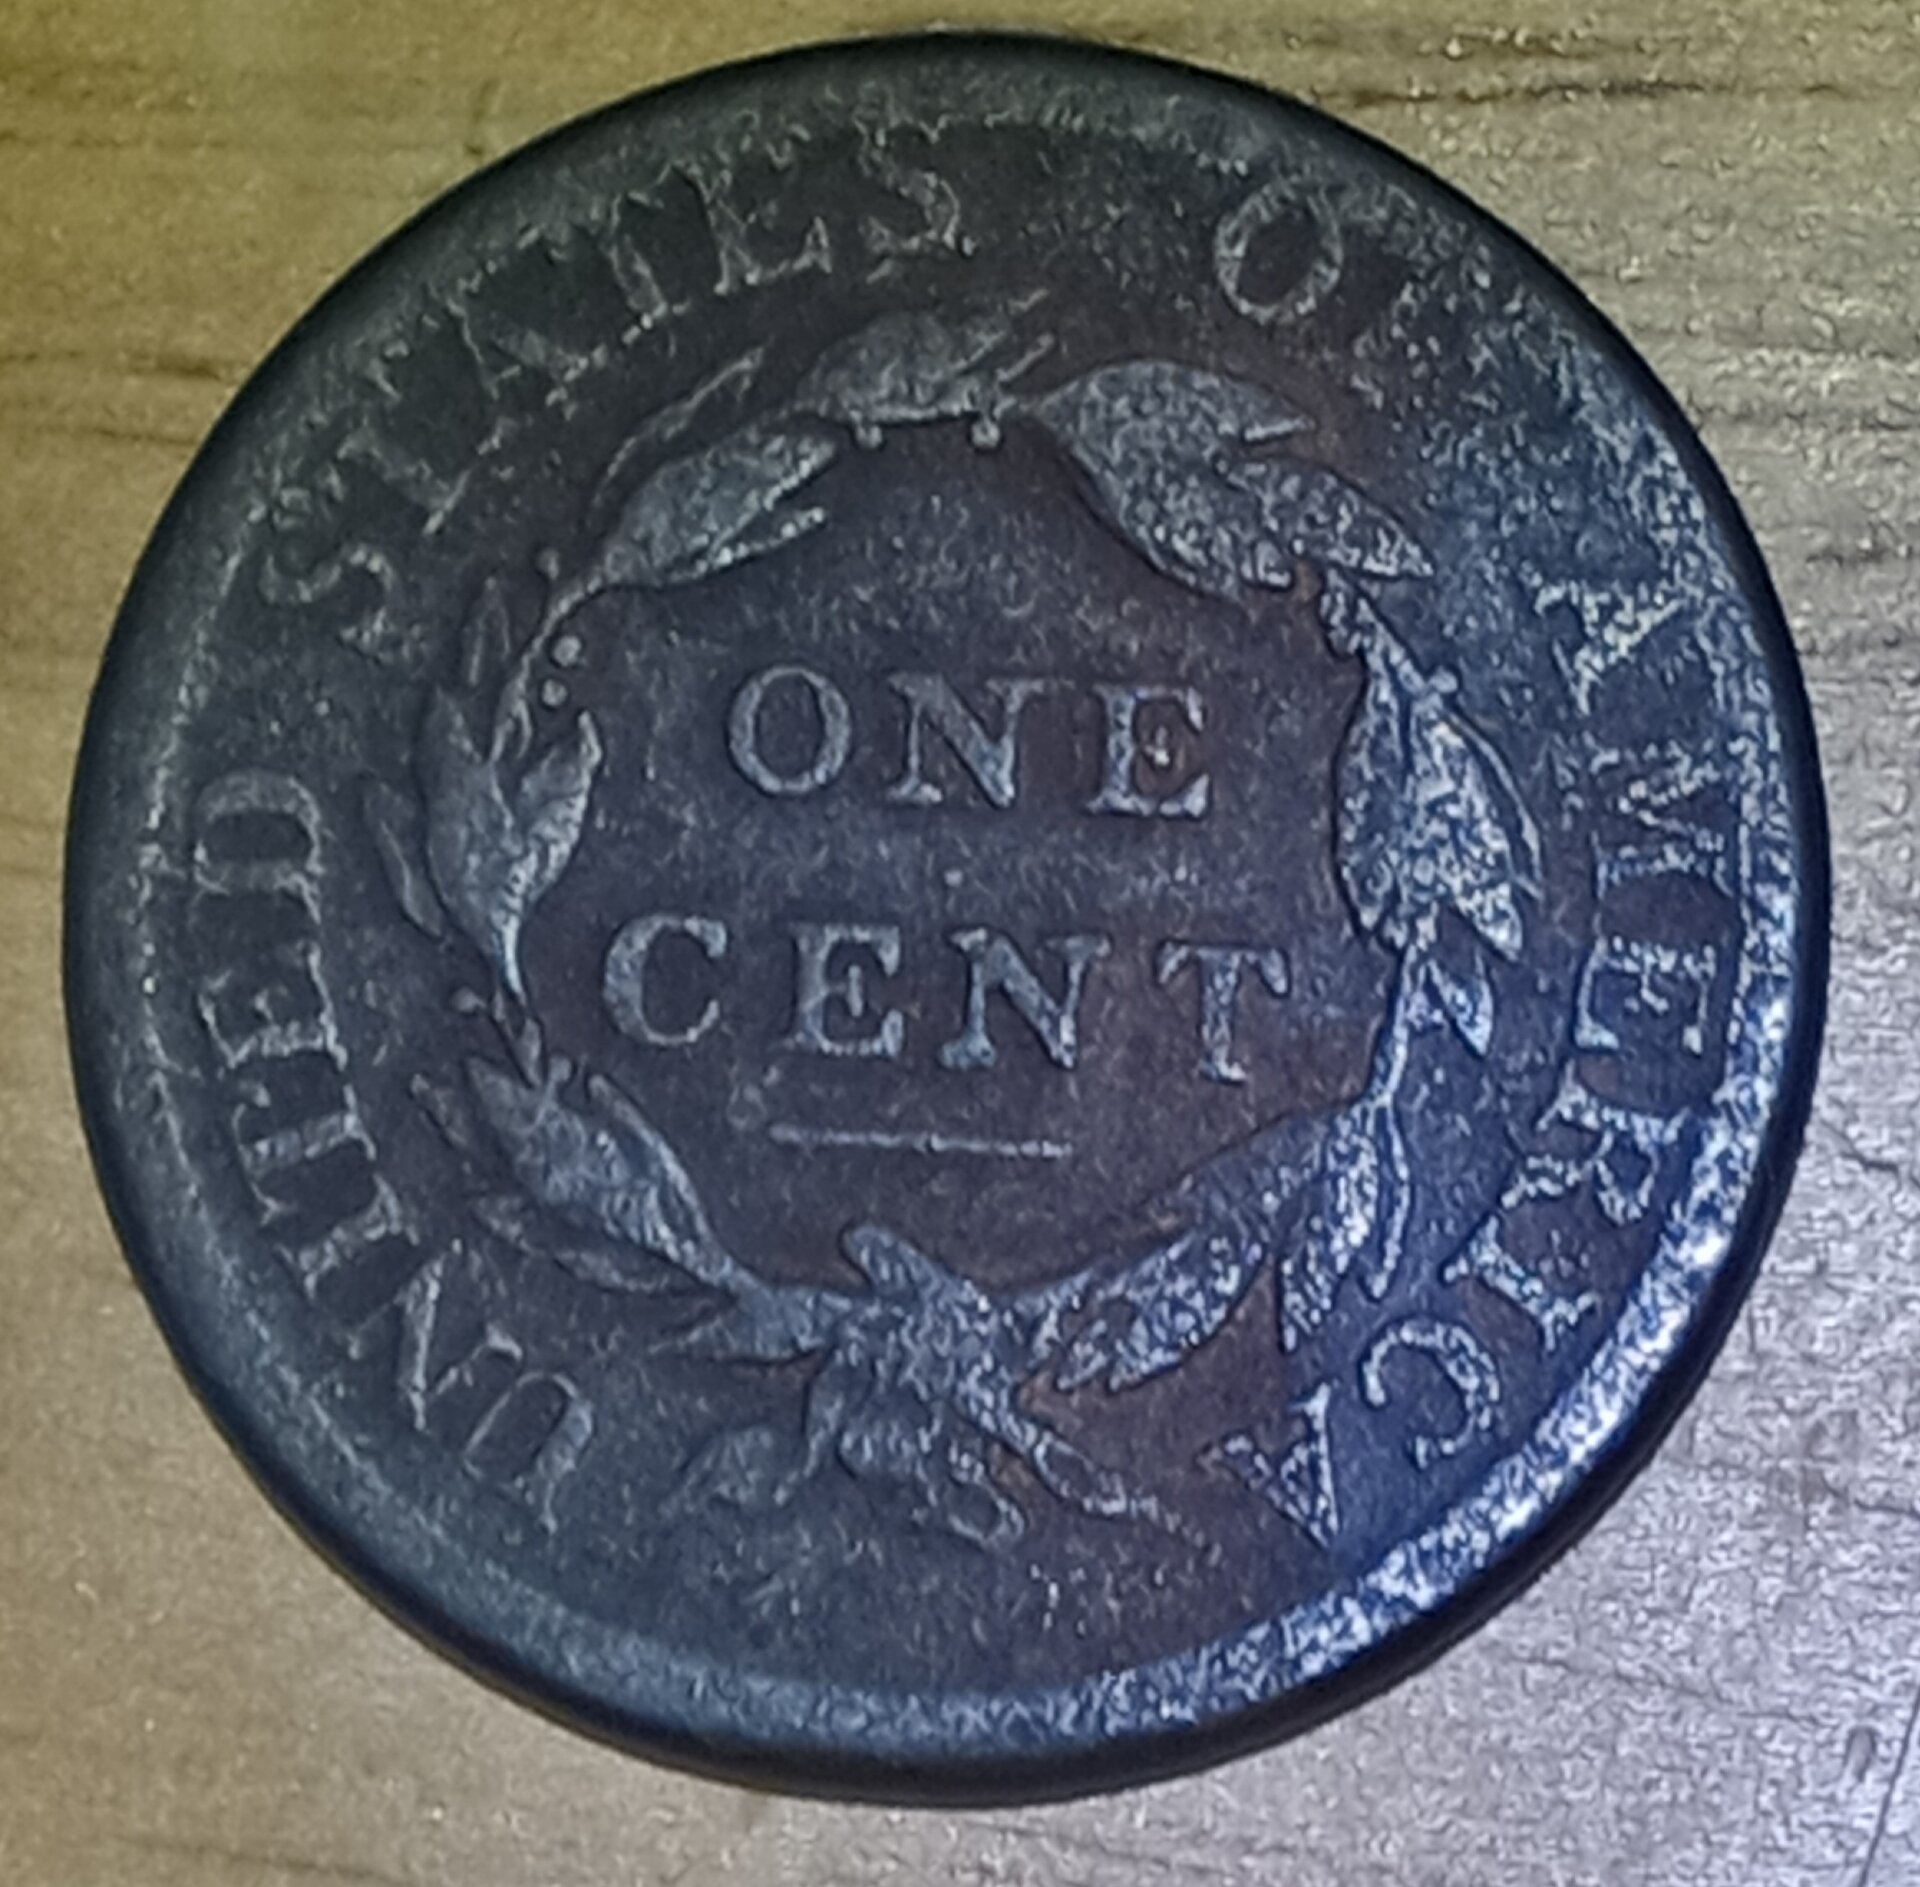 UNITED STATES OF AMERICA
ONE
CENT